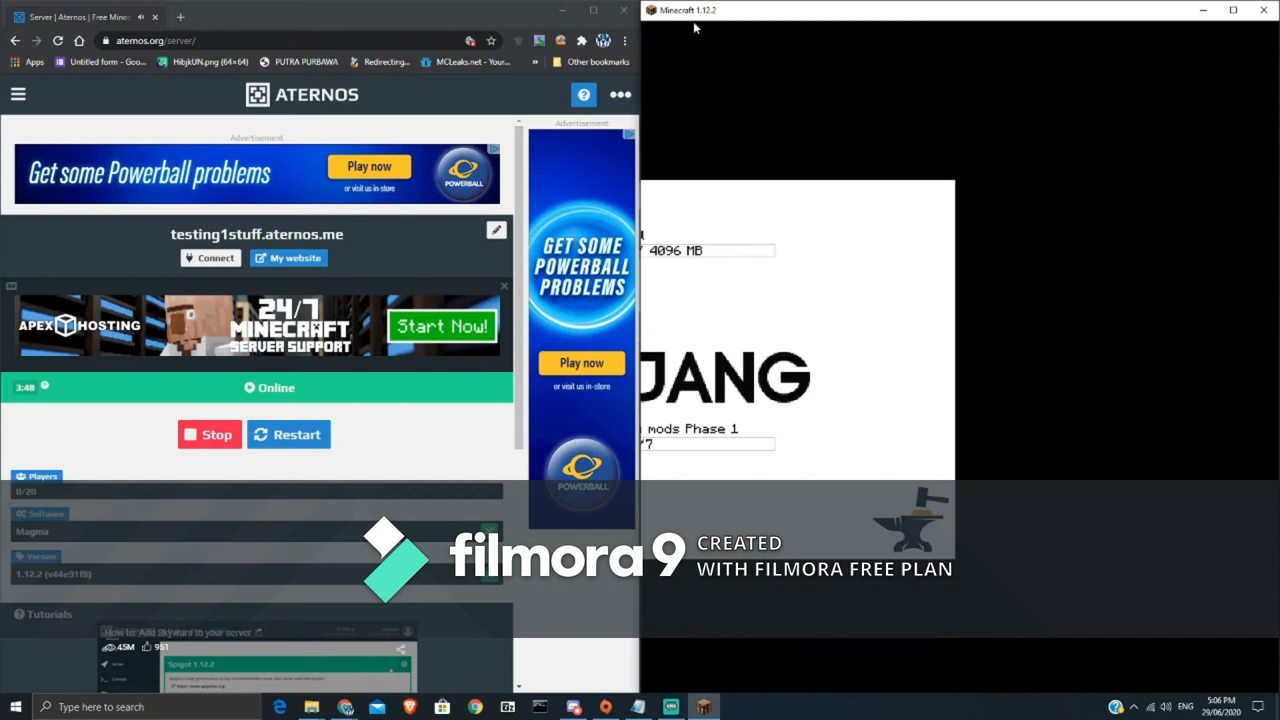 Server | Aternos | Free Mine
Minecraft 1.12.2
aternos.org/server/
Apps
Untitled form - Goo...
HibjkUN.png (64×64)
PUTRA PURBAWA
Redirecting...
MCLeaks.net - Your...
»
Other bookmarks
ATERNOS
Advertisement
Advertisement
Get some Powerball problems
Play now
or visit us in-store
POWERBALL
GET SOME
POWERBALL
PROBLEMS
Play now
or visit us in-store
POWERBALL
testing1stuff.aternos.me
Connect
My website
Ad
APEX HOSTING
24/7
MINECRAFT
SERVER SUPPORT
Start Now!
3:48
Online
Stop
Restart
Players
0/20
Software
Magma
Version
1.12.2 (v44e91f6)
Tutorials
How to: Add Skywars to your server
45M
951
Spigot 1.12.2
4096 MB
JANG
mods Phase 1
/7
filmora9
CREATED
WITH FILMORA FREE PLAN
Type here to search
ENG
5:06 PM
29/06/2020